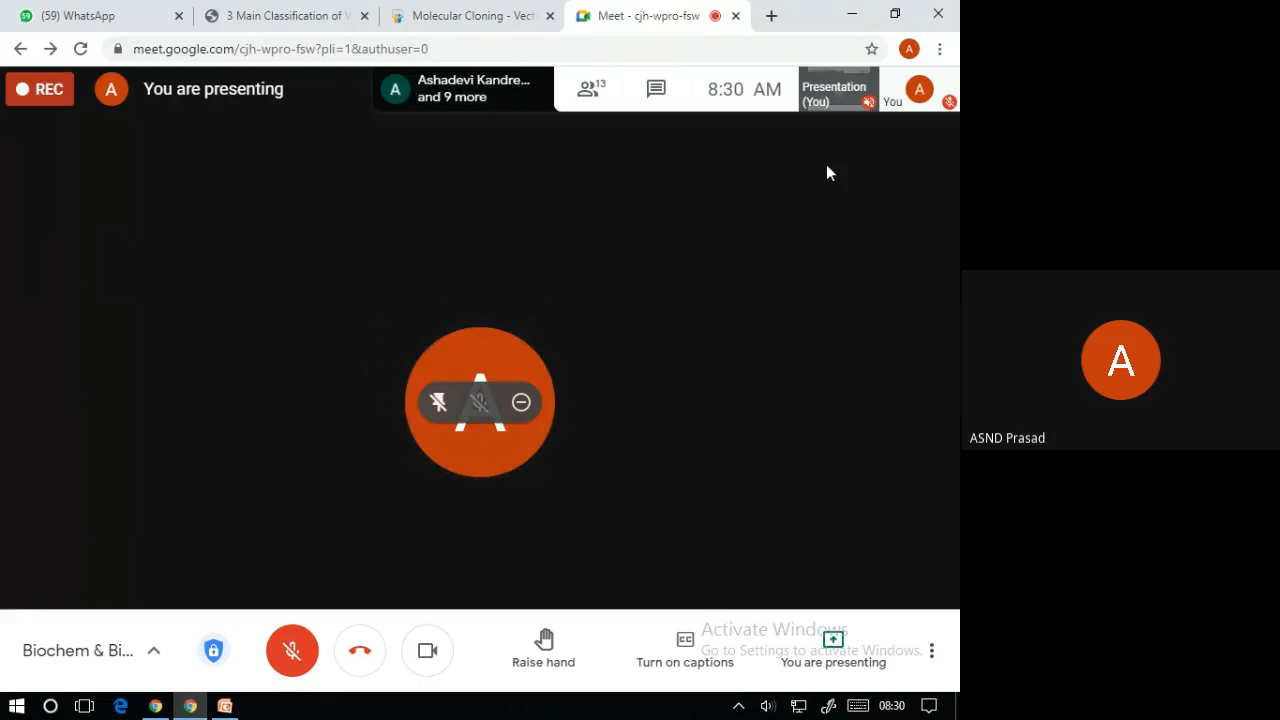 (59) WhatsApp
3 Main Classification of V
Molecular Cloning - Vect
Meet - cjh-wpro-fsw
meet.google.com/cjh-wpro-fsw?pli=1&authuser=0
A
REC
A
You are presenting
A
Ashadevi Kandre...
and 9 more
13
8:30 AM
Presentation
(You)
You
A
A
A
ASND Prasad
Biochem & Bi...
Raise hand
Turn on captions
You are presenting
Activate Windows
Go to Settings to activate Windows.
08:30